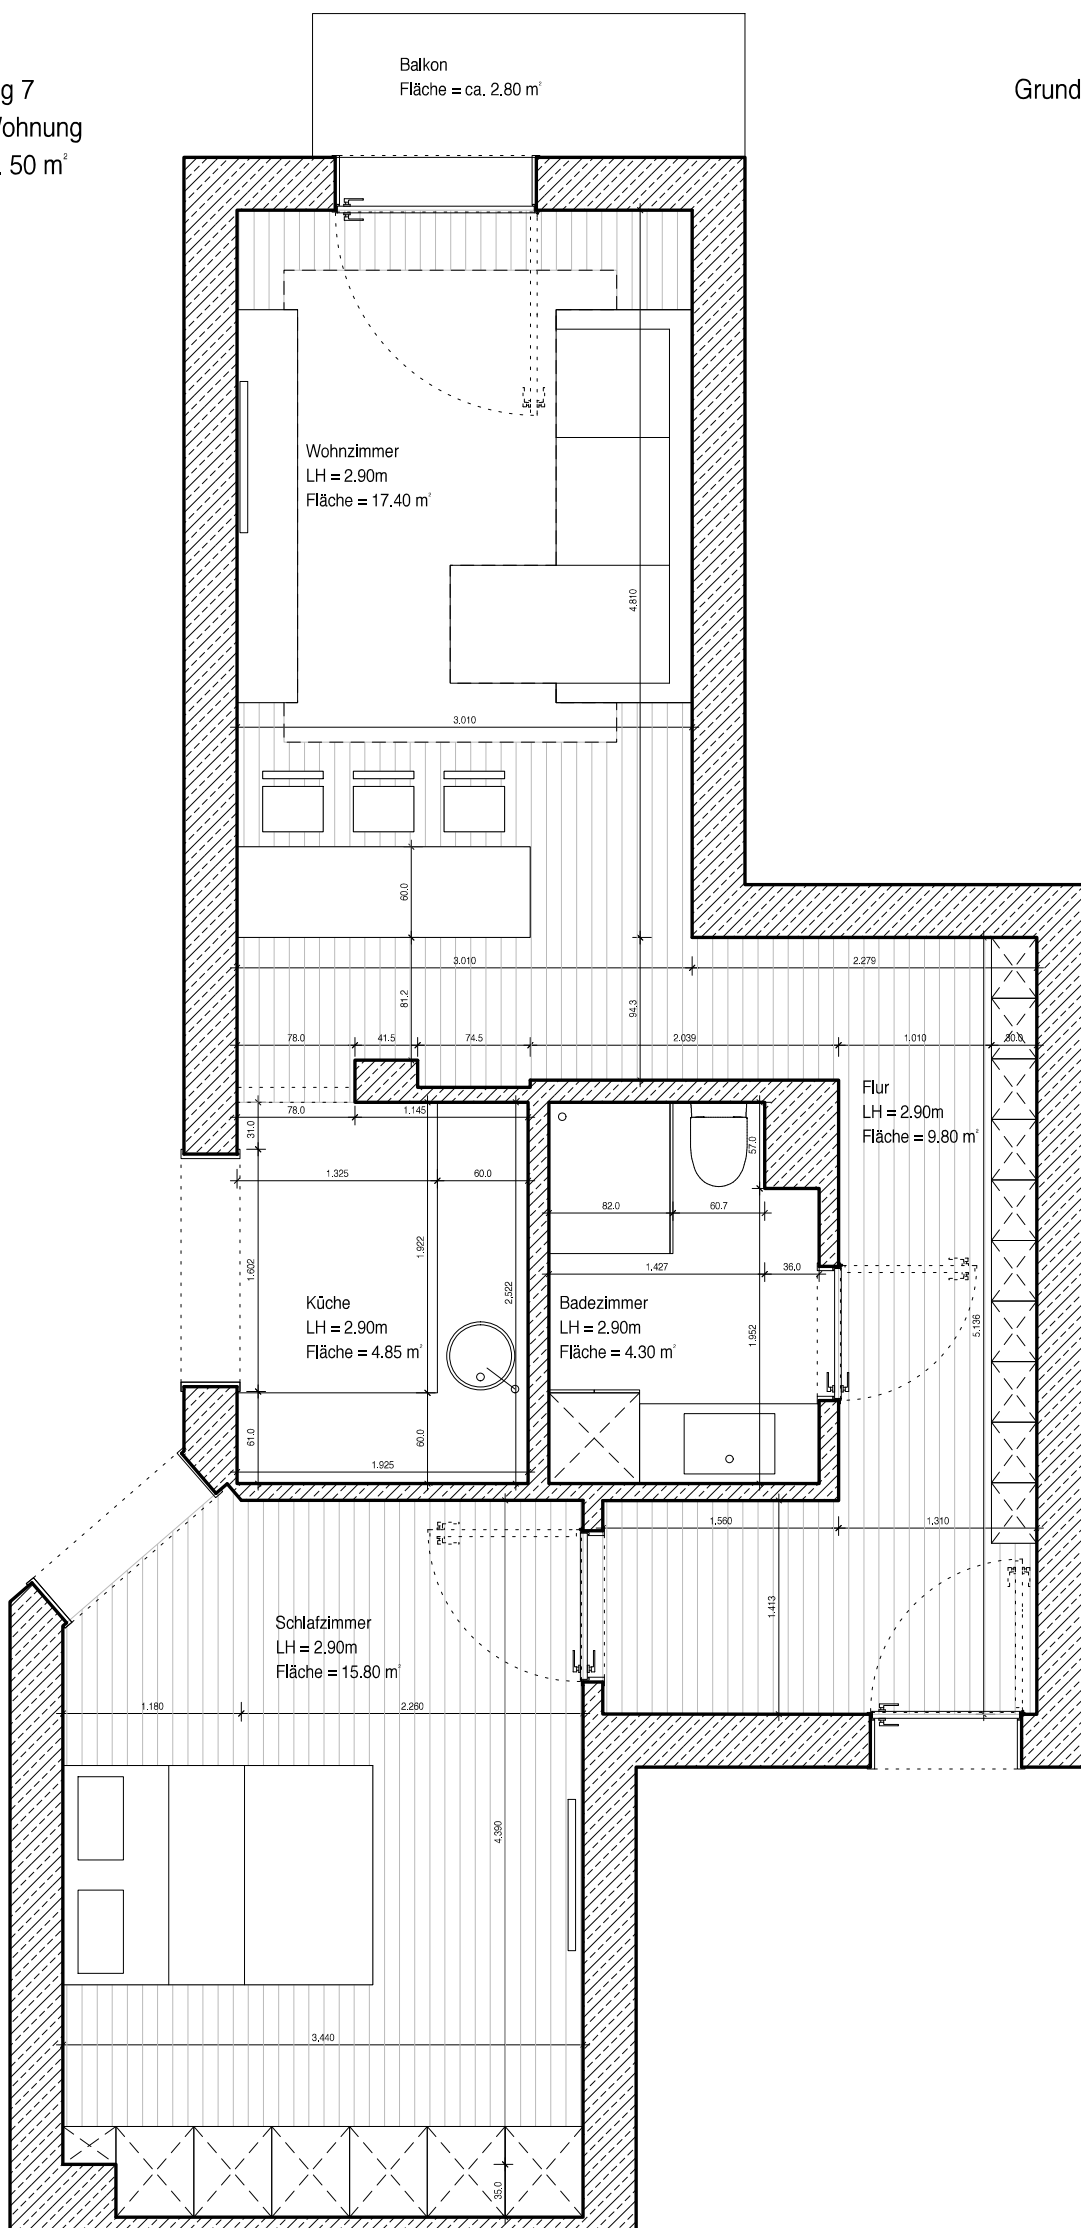 Balkon
Fläche = ca. 2.80 m²
g 7
Wohnung
. 50 m²
Grund
Wohnzimmer
LH = 2.90m
Fläche = 17.40 m²
4.810
3.010
60.0
3.010
2.279
81.2
94.3
78.0
41.5
74.5
2.039
1.010
30.0
Flur
LH = 2.90m
Fläche = 9.80 m²
78.0
1.145
31.0
57.0
1.325
60.0
82.0
60.7
1.602
1.922
2.522
1,427
36.0
Küche
LH = 2.90m
Fläche = 4.85 m²
Badezimmer
LH = 2.90m
Fläche = 4.30 m²
1.952
5.136
61.0
60.0
1.925
1,560
1,310
1.413
Schlafzimmer
LH = 2.90m
Fläche = 15.80 m²
1.180
2.260
4.390
3,440
35.0